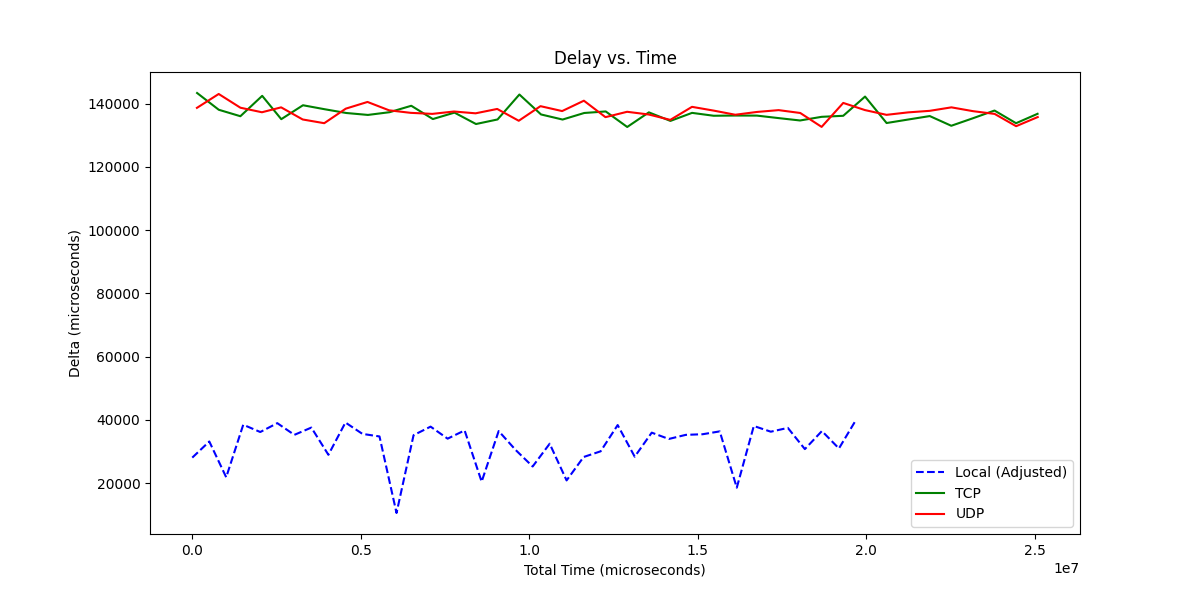 Delay vs. Time
140000
120000
100000
80000
60000
40000
20000
Delta (microseconds)
0.0 0.5 1.0 1.5 2.0 2.5
1e7
Total Time (microseconds)
Local (Adjusted)
TCP
UDP